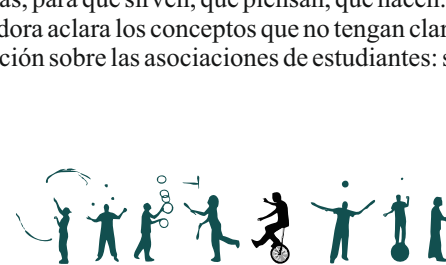 as, para qué sirven, qué piensan, qué hacen.
dora aclara los conceptos que no tengan clar
ción sobre las asociaciones de estudiantes: s